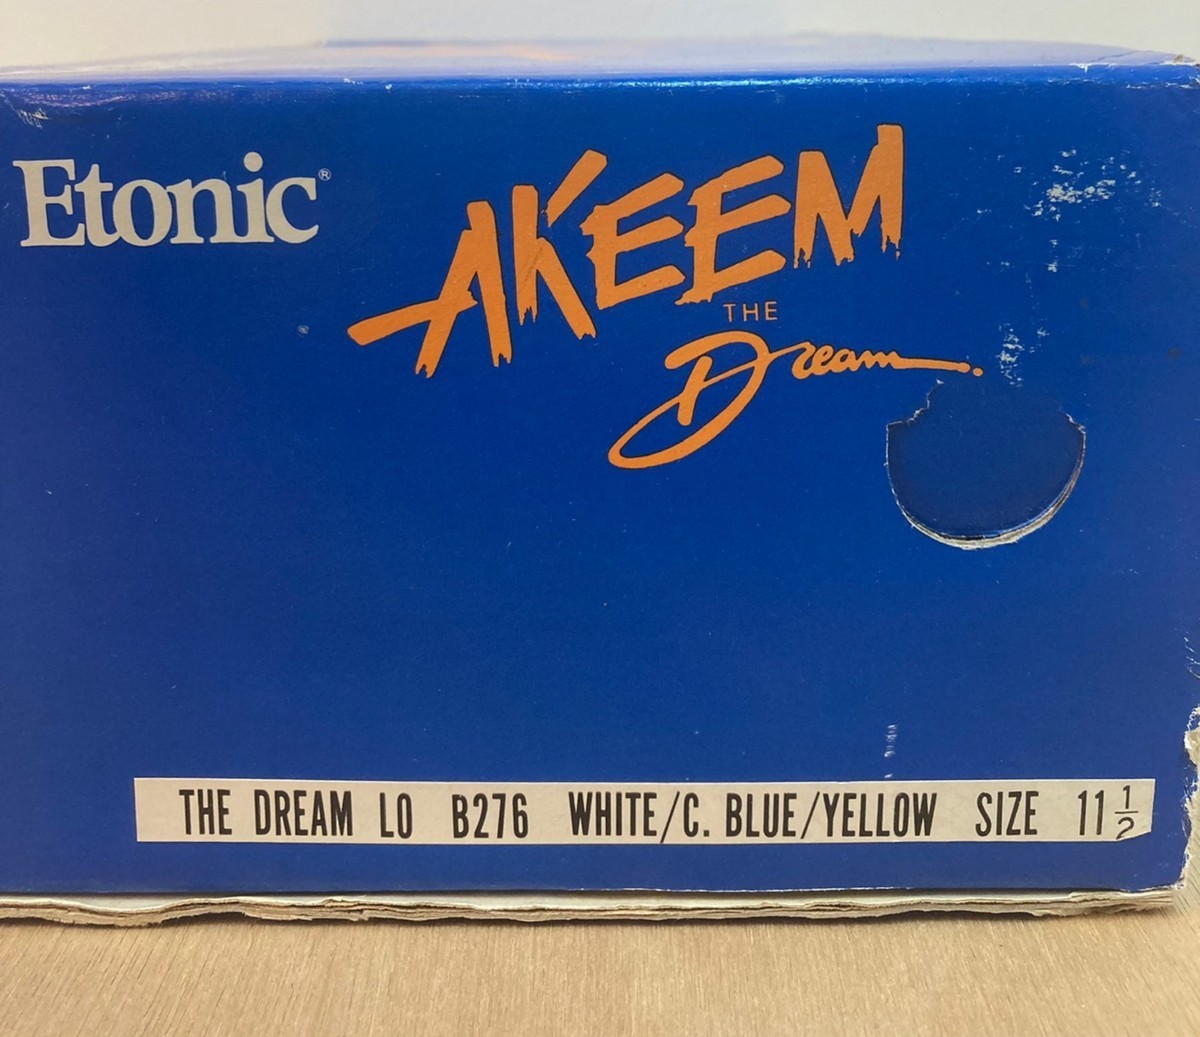 Etonic®
AKEEM
THE
Dream.
THE DREAM LO B276 WHITE/C. BLUE/YELLOW SIZE 11 1/2